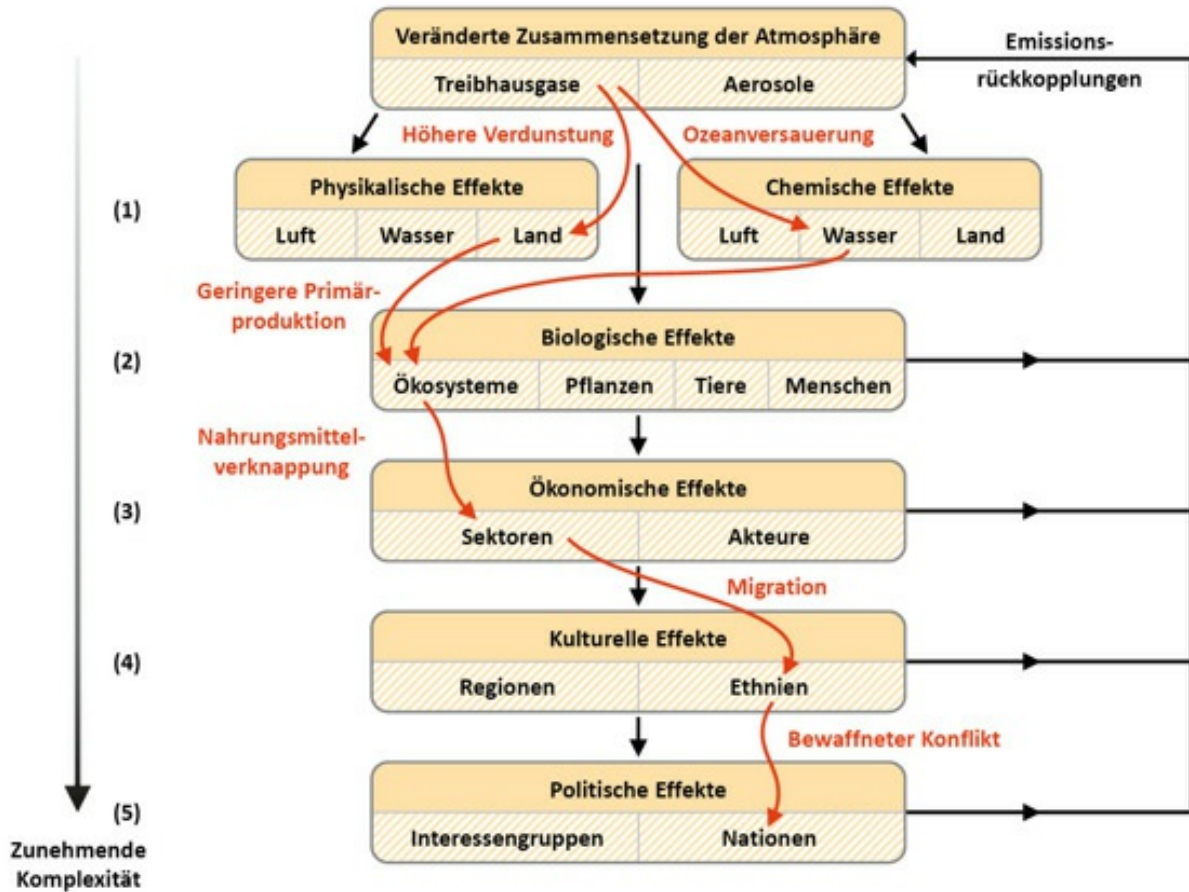 Veränderte Zusammensetzung der Atmosphäre
Treibhausgase
Aerosole
Emissions-
rückkopplungen
Höhere Verdunstung
Ozeanversauerung
(1)
Physikalische Effekte
Luft
Wasser
Land
Chemische Effekte
Luft
Wasser
Land
Geringere Primär-
produktion
(2)
Biologische Effekte
Ökosysteme
Pflanzen
Tiere
Menschen
Nahrungsmittel-
verknappung
(3)
Ökonomische Effekte
Sektoren
Akteure
Migration
(4)
Kulturelle Effekte
Regionen
Ethnien
Bewaffneter Konflikt
(5)
Politische Effekte
Interessengruppen
Nationen
Zunehmende
Komplexität